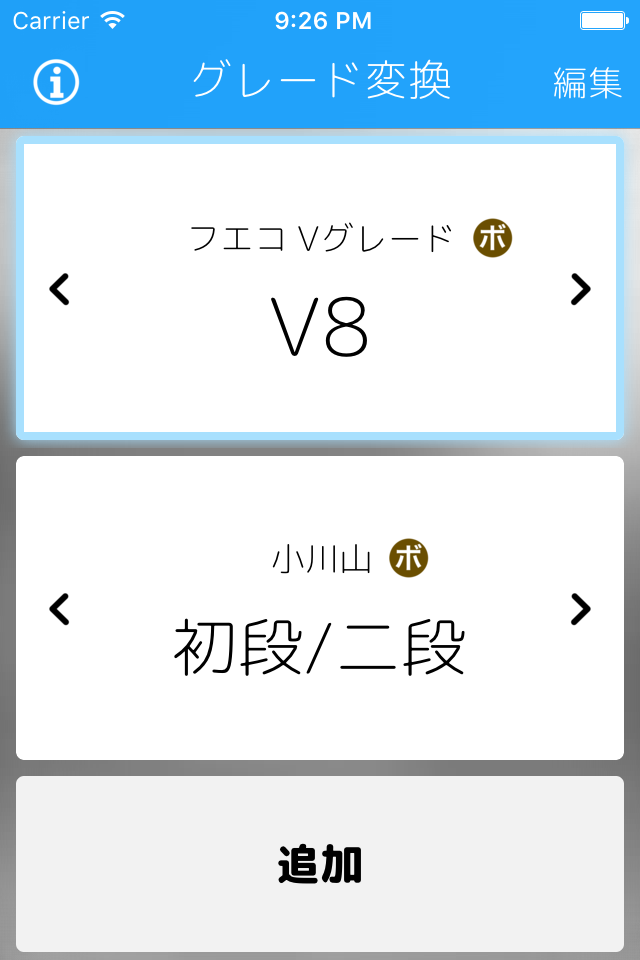 Carrier 9:26 PM
グレード変換 編集
フエコ Vグレード ボ
V8
小川山 ボ
初段/二段
追加